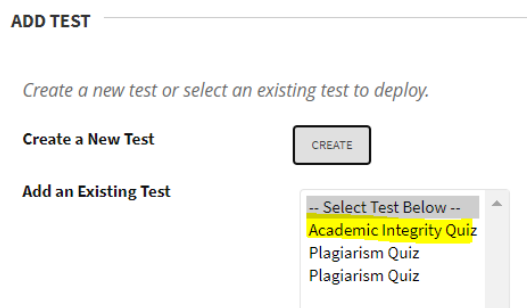 ADD TEST
Create a new test or select an existing test to deploy.
Create a New Test
CREATE
Add an Existing Test
-- Select Test Below --
Academic Integrity Quiz
Plagiarism Quiz
Plagiarism Quiz